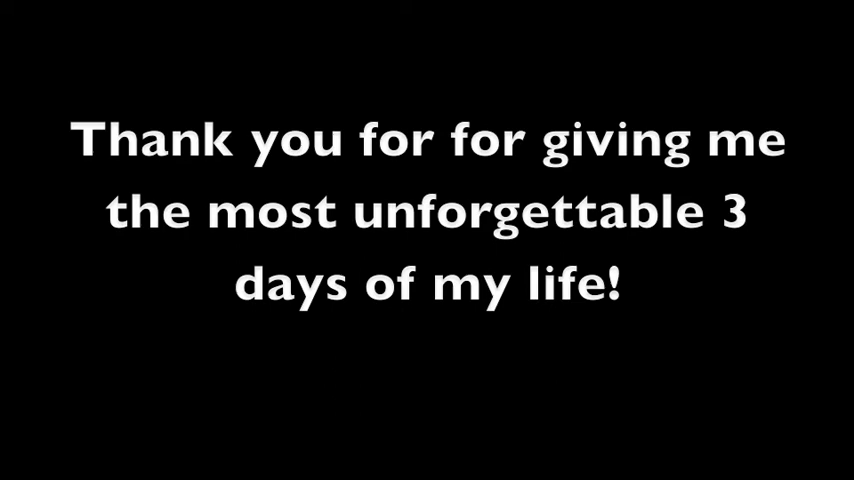 Thank you for for giving me
the most unforgettable 3
days of my life!